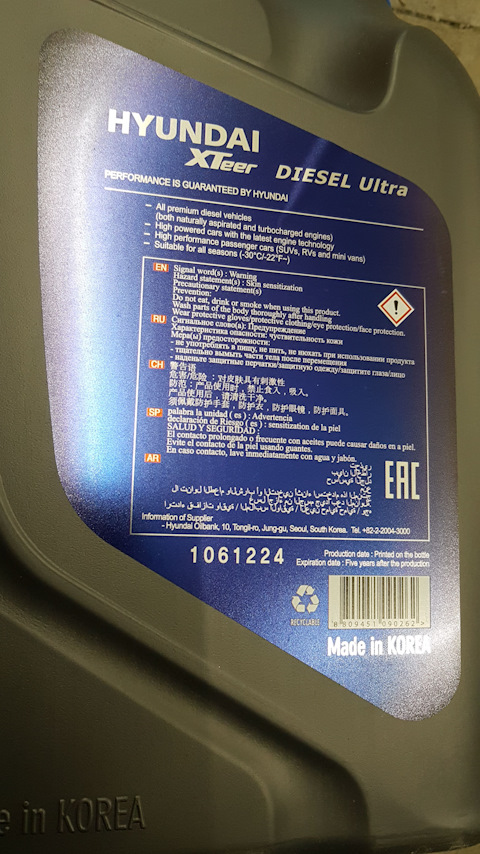 HYUNDAI
XTeer DIESEL Ultra
PERFORMANCE IS GUARANTEED BY HYUNDAI
– All premium diesel vehicles
(both naturally aspirated and turbocharged engines)
– High powered cars with the latest engine technology
– High performance passenger cars (SUVs, RVs and mini vans)
– Suitable for all seasons (-30°C/-22°F~)
EN Signal word(s) : Warning
Hazard statement(s) : Skin sensitization
Precautionary statement(s)
Prevention:
Do not eat, drink or smoke when using this product.
Wash parts of the body thoroughly after handling
Wear protective gloves/protective clothing/eye protection/face protection.
RU Сигнальное слово(а): Предупреждение
Характеристика опасности: чуствительность кожи
Мера(ы) предосторожности:
- не употреблять в пищу, не пить, не нюхать при использовании продукта
- тщательно вымыть части тела после перемещения
- наденьте защитные перчатки/защитную одежду/защитите глаза/лицо
CH 警告语
危害/危险 : 对皮肤具有刺激性
防范 : 产品使用时, 禁止食入, 吸入。
产品使用后, 请清洗干净。
须佩戴防护手套, 防护衣, 防护眼镜, 防护面具。
SP palabra la unidad ( es ) : Advertencia
declaración de Riesgo ( es ) : sensitization de la piel
SALUD Y SEGURIDAD :
El contacto prolongado o frecuente con aceites puede causar daños en a piel.
Evite el contacto de la piel usando guantes.
En caso contacto, lave inmediatamente con agua y jabón.
AR
EAC
Information of Supplier
- Hyundai Oilbank, 10, Tongil-ro, Jung-gu, Seoul, South Korea. Tel. +82-2-2004-3000
1061224
Production date : Printed on the bottle
Expiration date : Five years after the production
RECYCLABLE
8 809451 090262 >
Made in KOREA
in KOREA